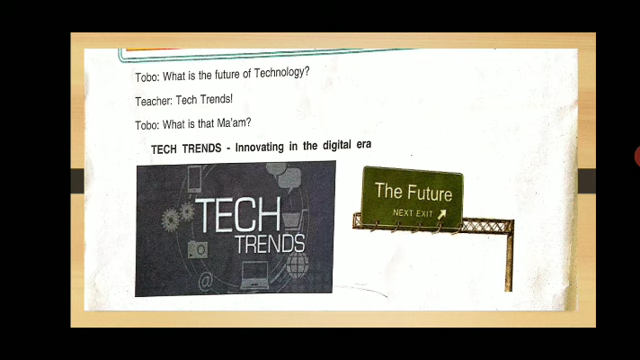 Tobo: What is the future of Technology?
Teacher: Tech Trends!
Tobo: What is that Ma'am?
TECH TRENDS - Innovating in the digital era
TECH
TRENDS
@
The Future
NEXT EXIT ↗